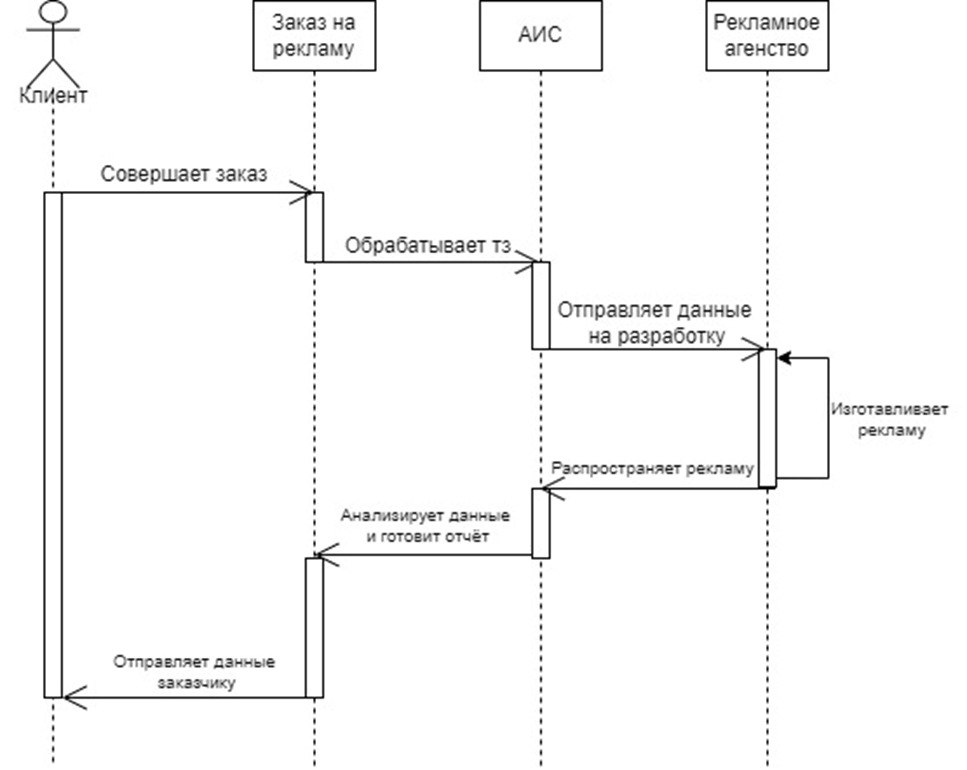 Клиент
Заказ на
рекламу
АИС
Рекламное
агенство
Совершает заказ
Обрабатывает тз
Отправляет данные
на разработку
Изготавливает
рекламу
Распространяет рекламу
Анализирует данные
и готовит отчёт
Отправляет данные
заказчику